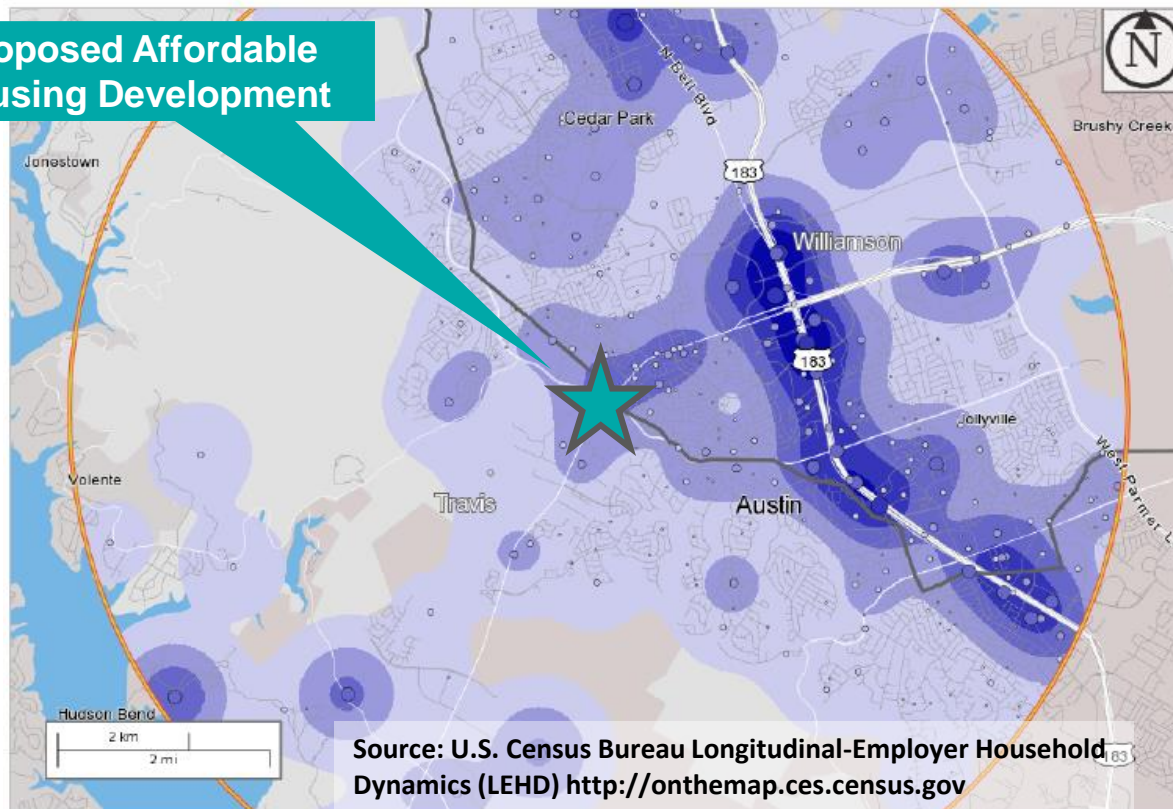 oposed Affordable
using Development
N
N Bell Blvd
Cedar Park
Brushy Creek
Jonestown
183
Williamson
183
Jollyville
Volente
Travis
Austin
West Parmer L
Hudson Bend
2 km
2 mi
183
Source: U.S. Census Bureau Longitudinal-Employer Household
Dynamics (LEHD) http://onthemap.ces.census.gov